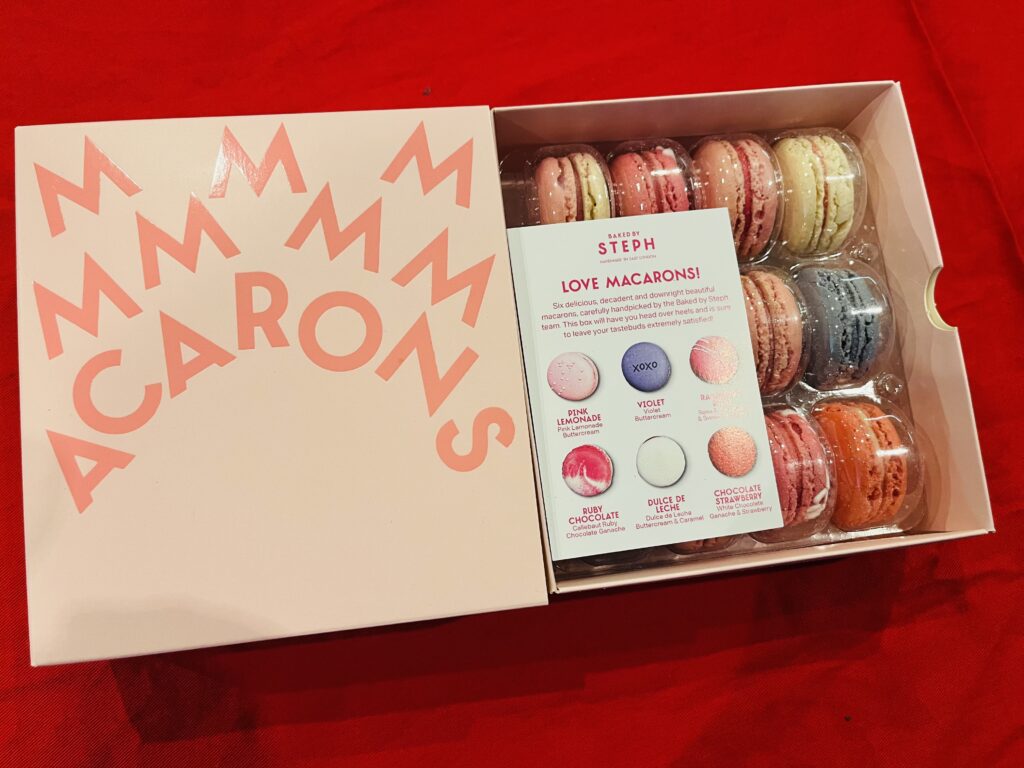 M M M
M M
M M
ACARONS
BAKED BY
STEPH
HANDMADE IN EAST LONDON
LOVE MACARONS!
Six delicious, decadent and downright beautiful
macarons, carefully handpicked by the Baked by Steph
team. This box will have you head over heels and is sure
to leave your tastebuds extremely satisfied!
XOXO
PINK
LEMONADE
Pink Lemonade
Buttercream
VIOLET
Violet
Buttercream
RUBY
CHOCOLATE
Callebaut Ruby
Chocolate Ganache
DULCE DE
LECHE
Dulce de Leche
Buttercream & Caramel
CHOCOLATE
STRAWBERRY
White Chocolate
Ganache & Strawberry